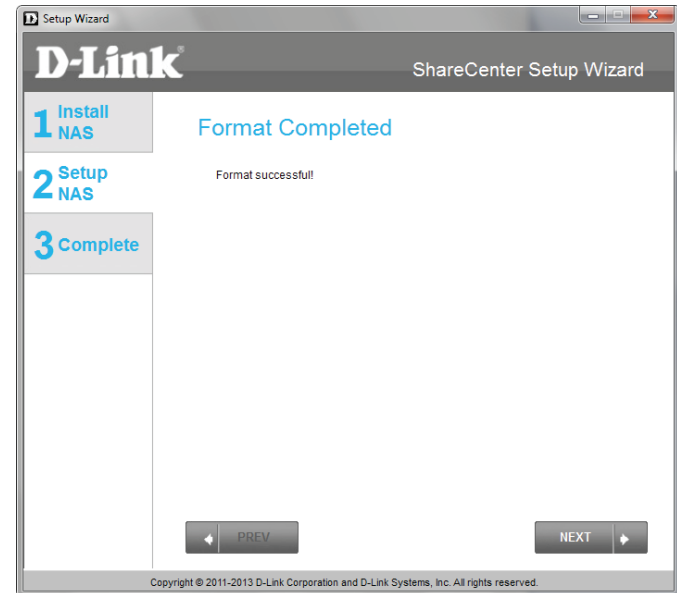 Setup Wizard
D-Link®
ShareCenter Setup Wizard
1 Install
NAS
2 Setup
NAS
3 Complete
Format Completed
Format successful!
PREV
NEXT
Copyright © 2011-2013 D-Link Corporation and D-Link Systems, Inc. All rights reserved.